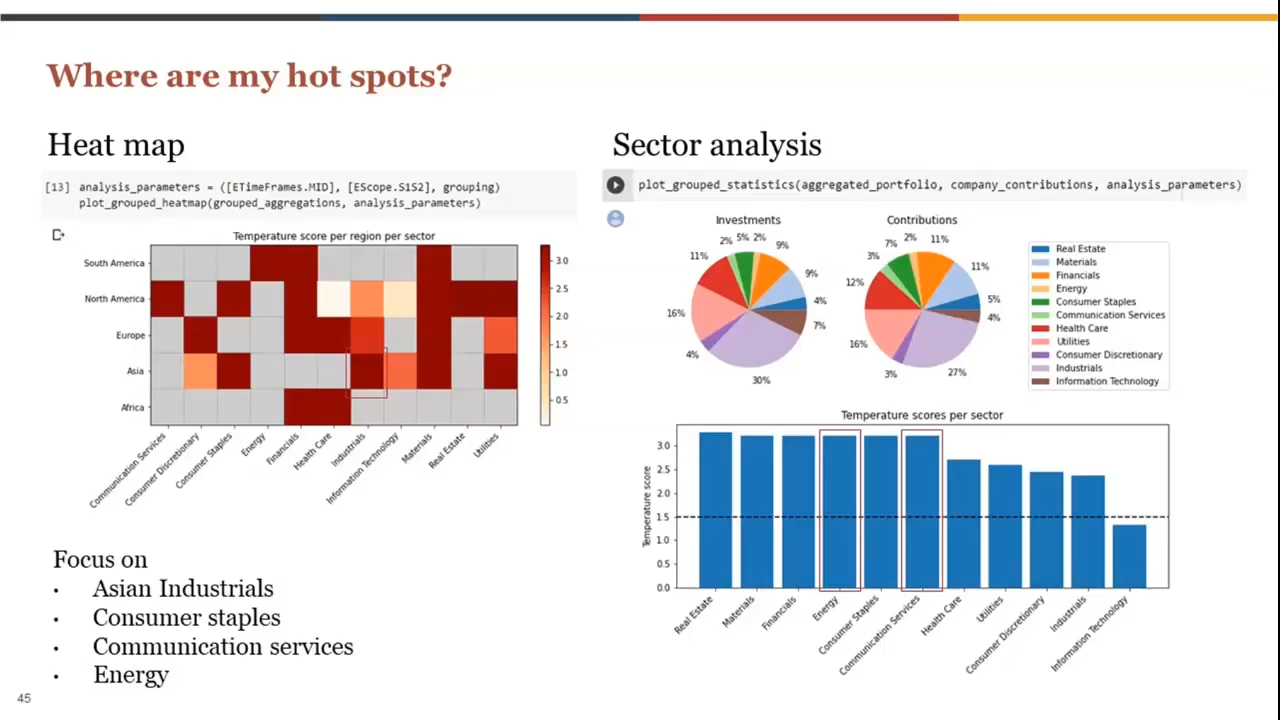 Where are my hot spots?
Heat map
[13] analysis_parameters = ([ETimeFrames.MID], [EScope.S1S2], grouping)
plot_grouped_heatmap(grouped_aggregations, analysis_parameters)
Temperature score per region per sector
South America
North America
Europe
Asia
Africa
3.0
2.5
2.0
1.5
1.0
0.5
Communication Services
Consumer Discretionary
Consumer Staples
Energy
Financials
Health Care
Industrials
Information Technology
Materials
Real Estate
Utilities
Focus on
· Asian Industrials
· Consumer staples
· Communication services
· Energy
45
Sector analysis
plot_grouped_statistics(aggregated_portfolio, company_contributions, analysis_parameters)
Investments
2%
5%
2%
9%
9%
4%
7%
30%
4%
16%
11%
Contributions
7%
2%
11%
11%
5%
4%
27%
3%
16%
12%
3%
Real Estate
Materials
Financials
Energy
Consumer Staples
Communication Services
Health Care
Utilities
Consumer Discretionary
Industrials
Information Technology
Temperature scores per sector
Temperature score
3.0
2.5
2.0
1.5
1.0
0.5
0.0
Real Estate
Materials
Financials
Energy
Consumer Staples
Communication Services
Health Care
Utilities
Consumer Discretionary
Industrials
Information Technology